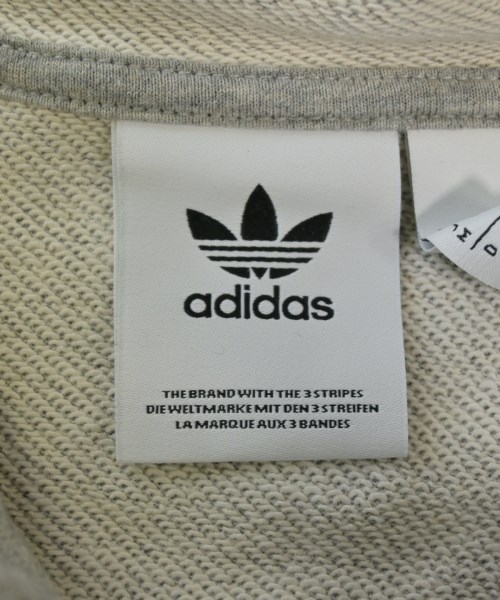 adidas
THE BRAND WITH THE 3 STRIPES
DIE WELTMARKE MIT DEN 3 STREIFEN
LA MARQUE AUX 3 BANDES
M
D